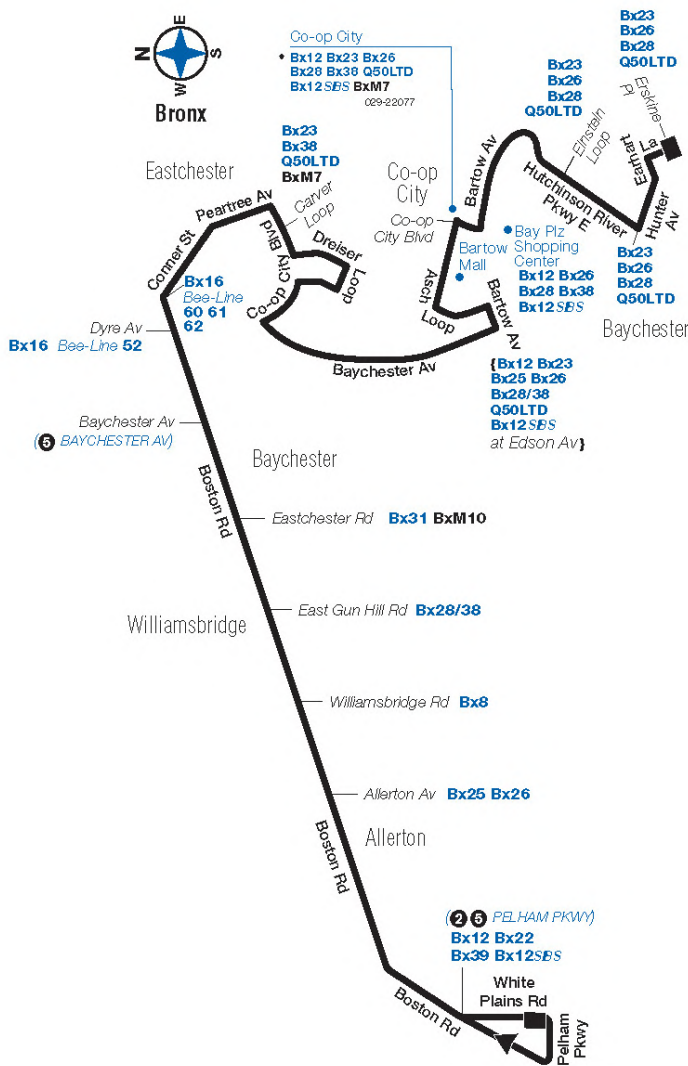 N
E
S
W
Bronx
Co-op City
• Bx12 Bx23 Bx26
Bx28 Bx38 Q50LTD
Bx12SBS BxM7
029-22077
Bx23
Bx26
Bx28
Q50LTD
Erskine
Pl
Bx23
Bx26
Bx28
Q50LTD
Einstein
Loop
Eastchester
Bx23
Bx38
Q50LTD
BxM7
Carver
Loop
Peartree Av
Conner St
Co-op City Blvd
Dreiser
Loop
Co-op
City
Co-op
City Blvd
Bartow Av
Hutchinson River
Pkwy E
Earhart
Hunter
Av
Bartow
Mall
Bay Plz
Shopping
Center
Bx12 Bx26
Bx28 Bx38
Bx12SBS
Bx23
Bx26
Bx28
Q50LTD
Baychester
Asch
Loop
Bartow
Av
Baychester Av
{Bx12 Bx23
Bx25 Bx26
Bx28/38
Q50LTD
Bx12SBS
at Edson Av}
Bx16
Bee-Line
60 61
62
Dyre Av
Bx16 Bee-Line 52
Baychester Av
(5 BAYCHESTER AV)
Boston Rd
Baychester
Eastchester Rd Bx31 BxM10
East Gun Hill Rd Bx28/38
Williamsbridge
Williamsbridge Rd Bx8
Allerton Av Bx25 Bx26
Boston Rd
Allerton
(2 5 PELHAM PKWY)
Bx12 Bx22
Bx39 Bx12SBS
White
Plains Rd
Boston Rd
Pelham
Pkwy